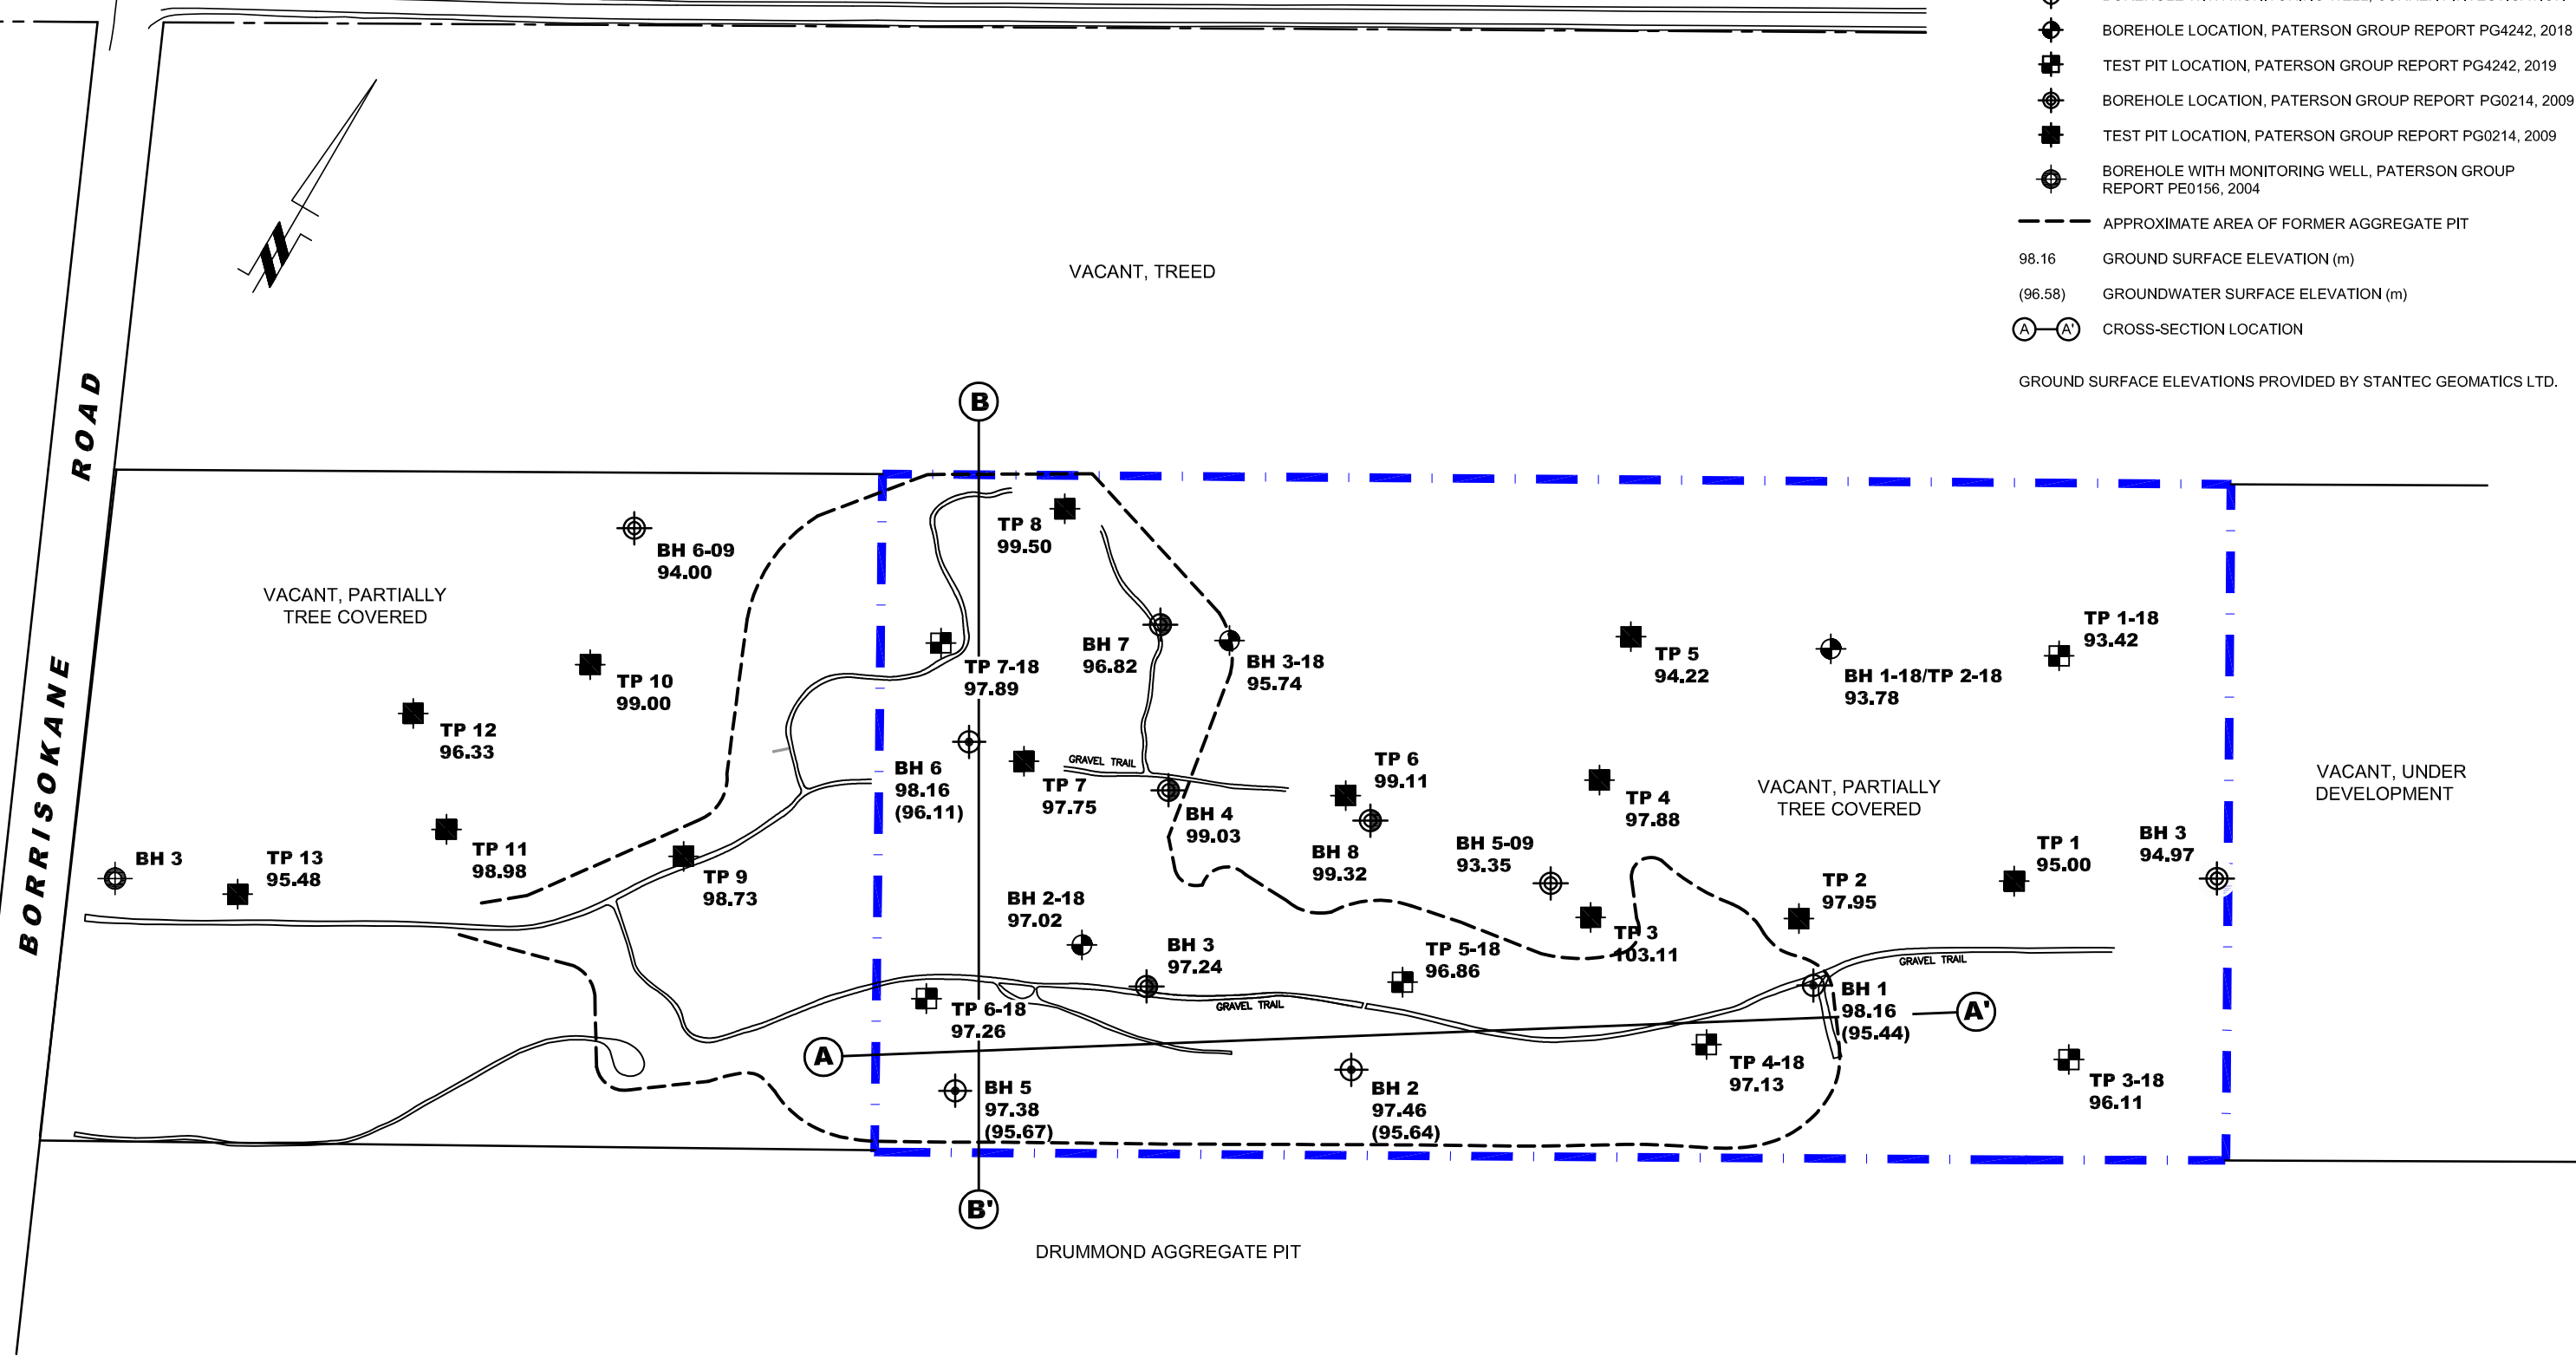 BOREHOLE LOCATION, PATERSON GROUP REPORT PG4242, 2018
TEST PIT LOCATION, PATERSON GROUP REPORT PG4242, 2019
BOREHOLE LOCATION, PATERSON GROUP REPORT PG0214, 2009
TEST PIT LOCATION, PATERSON GROUP REPORT PG0214, 2009
BOREHOLE WITH MONITORING WELL, PATERSON GROUP
REPORT PE0156, 2004
APPROXIMATE AREA OF FORMER AGGREGATE PIT
98.16 GROUND SURFACE ELEVATION (m)
(96.58) GROUNDWATER SURFACE ELEVATION (m)
A A' CROSS-SECTION LOCATION
GROUND SURFACE ELEVATIONS PROVIDED BY STANTEC GEOMATICS LTD.
VACANT, TREED
BORRISOKANE ROAD
B
TP 8
99.50
BH 6-09
94.00
VACANT, PARTIALLY
TREE COVERED
TP 10
99.00
TP 12
96.33
TP 11
98.98
BH 3
TP 13
95.48
TP 9
98.73
TP 7-18
97.89
BH 7
96.82
BH 3-18
95.74
TP 5
94.22
BH 1-18/TP 2-18
93.78
TP 1-18
93.42
BH 6
98.16
(96.11)
TP 7
97.75
GRAVEL TRAIL
BH 4
99.03
TP 6
99.11
BH 8
99.32
TP 4
97.88
VACANT, PARTIALLY
TREE COVERED
VACANT, UNDER
DEVELOPMENT
BH 5-09
93.35
TP 1
95.00
BH 3
94.97
TP 2
97.95
BH 2-18
97.02
BH 3
97.24
TP 5-18
96.86
TP 3
103.11
GRAVEL TRAIL
GRAVEL TRAIL
TP 6-18
97.26
BH 1
98.16
(95.44)
A
A'
TP 4-18
97.13
TP 3-18
96.11
BH 5
97.38
(95.67)
BH 2
97.46
(95.64)
B'
DRUMMOND AGGREGATE PIT